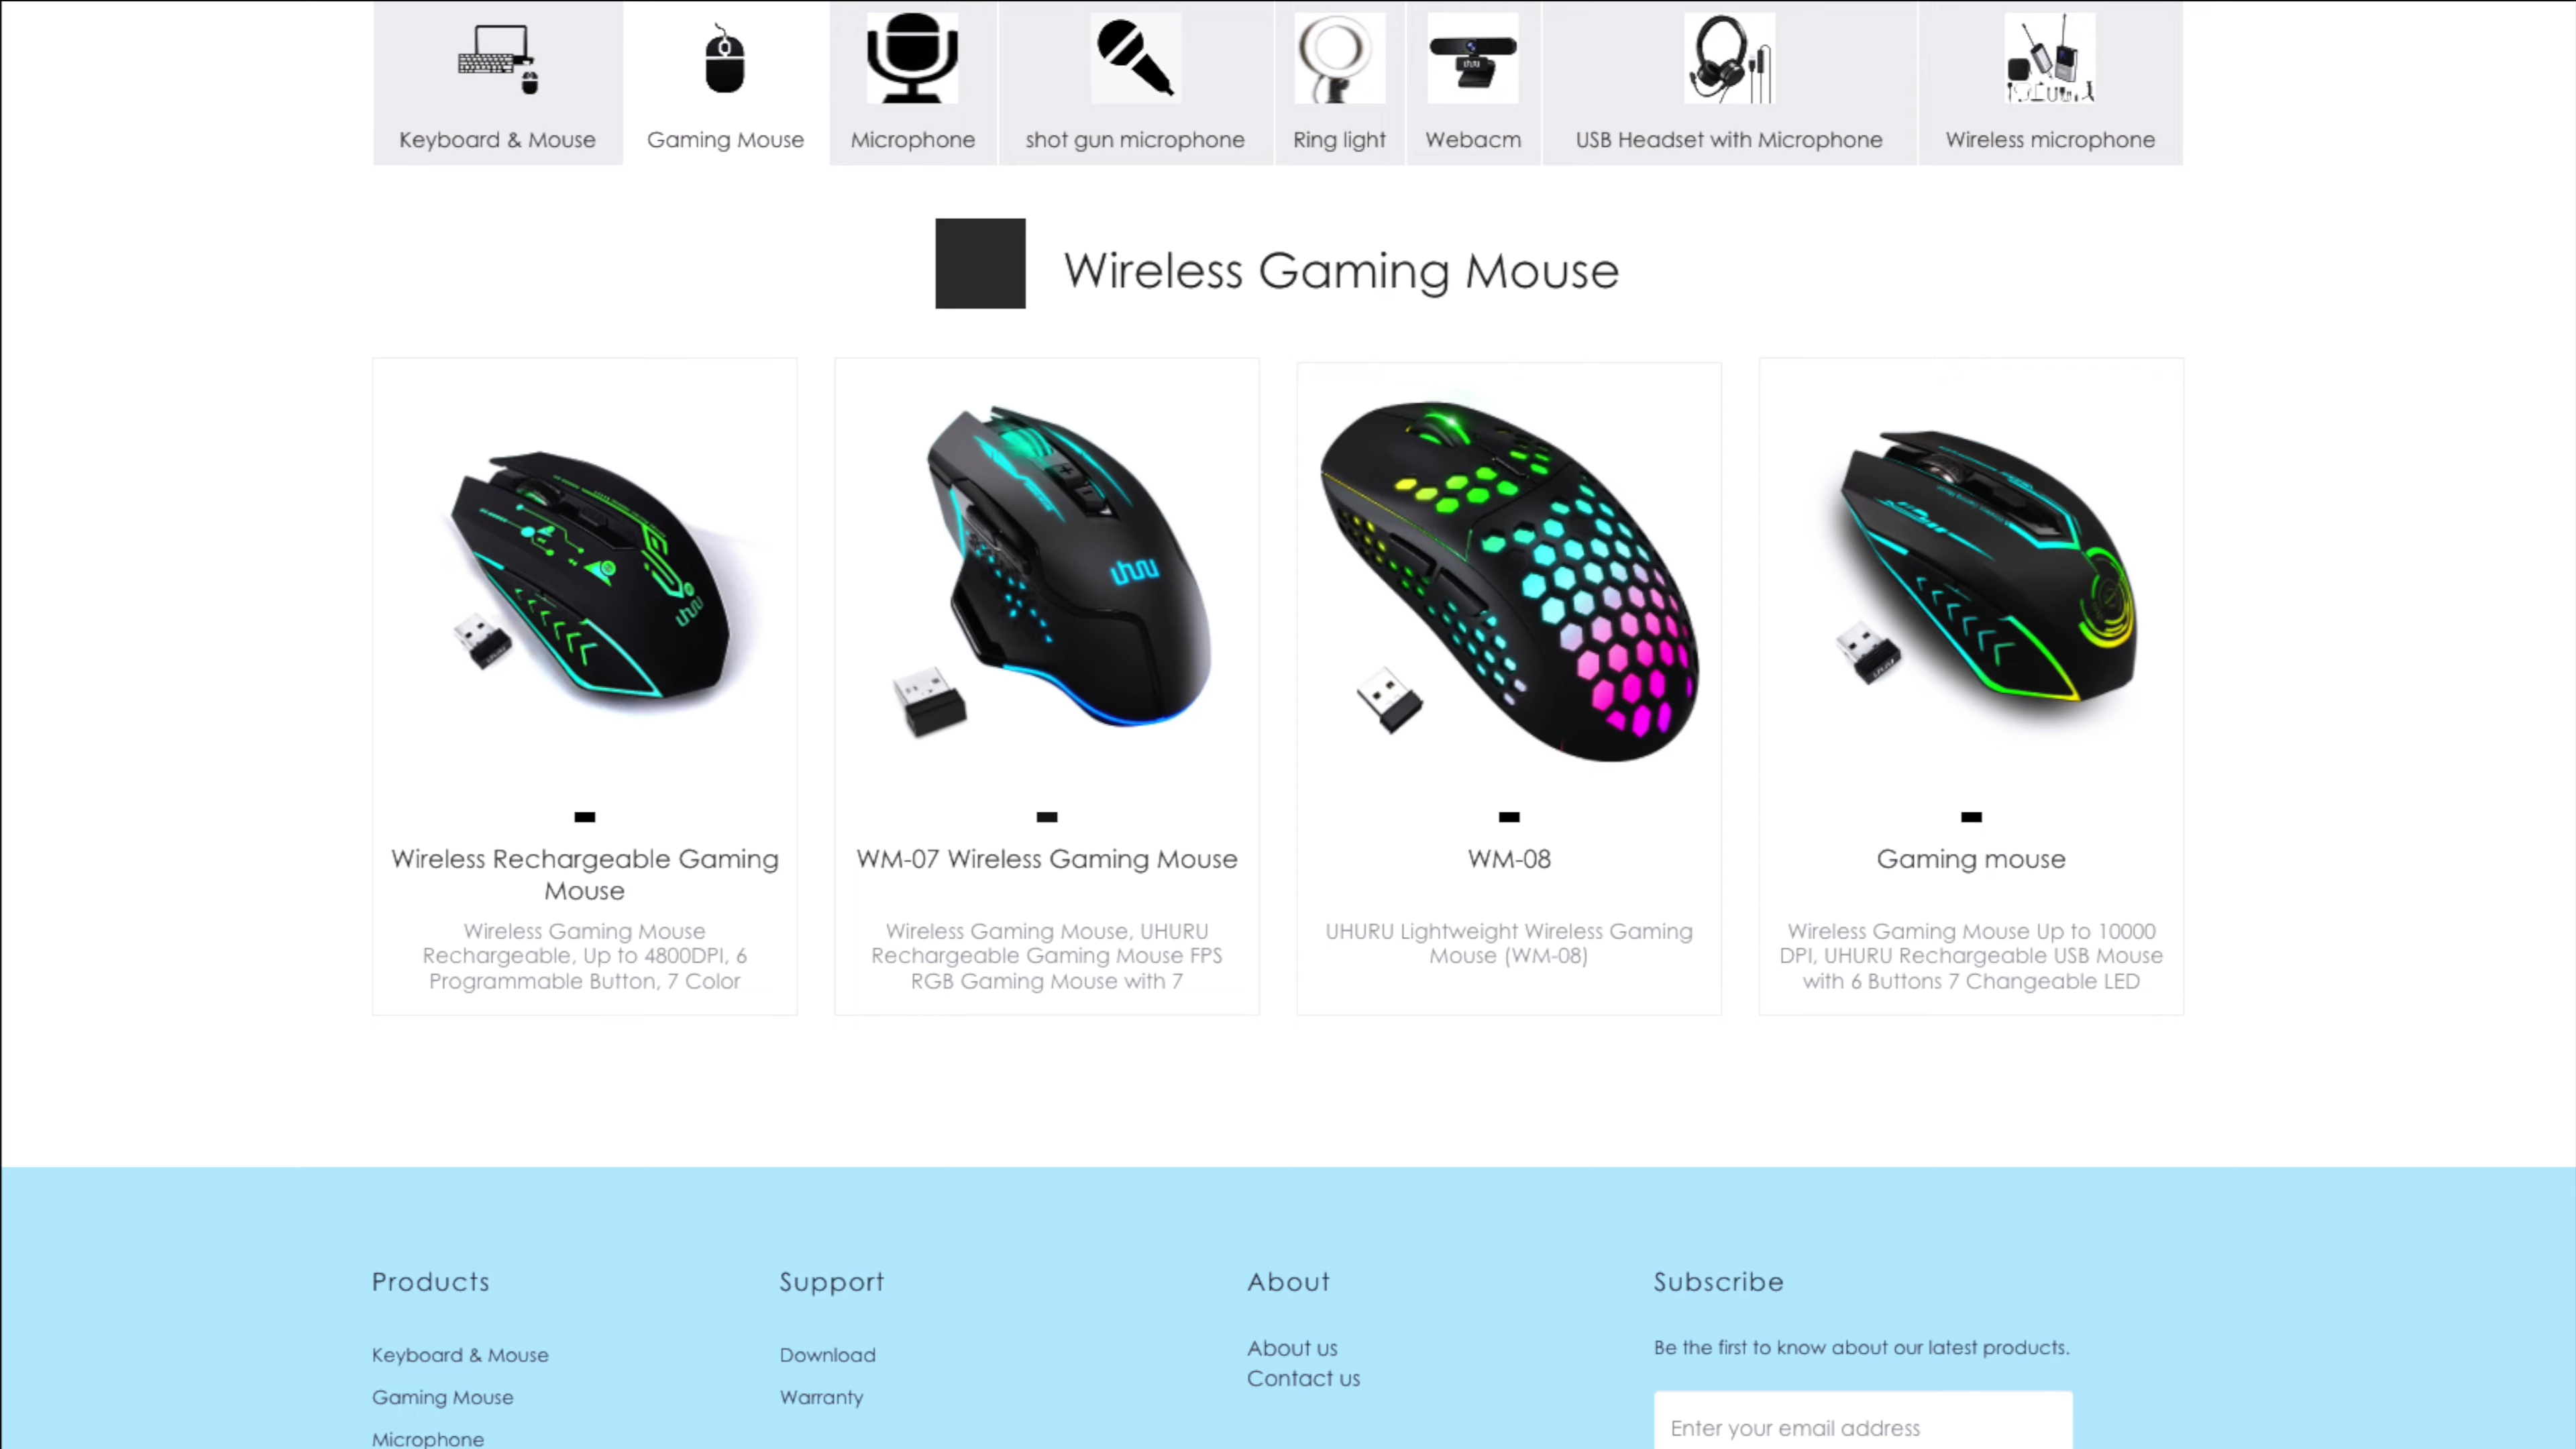 Keyboard & Mouse
Gaming Mouse
Microphone
shot gun microphone
Ring light
Webacm
USB Headset with Microphone
Wireless microphone
Wireless Gaming Mouse
uhuru
uhuru
Wireless Rechargeable Gaming
Mouse
Wireless Gaming Mouse
Rechargeable, Up to 4800DPI, 6
Programmable Button, 7 Color
WM-07 Wireless Gaming Mouse
Wireless Gaming Mouse, UHURU
Rechargeable Gaming Mouse FPS
RGB Gaming Mouse with 7
WM-08
UHURU Lightweight Wireless Gaming
Mouse (WM-08)
Gaming mouse
Wireless Gaming Mouse Up to 10000
DPI, UHURU Rechargeable USB Mouse
with 6 Buttons 7 Changeable LED
Products
Keyboard & Mouse
Gaming Mouse
Microphone
Support
Download
Warranty
About
About us
Contact us
Subscribe
Be the first to know about our latest products.
Enter your email address